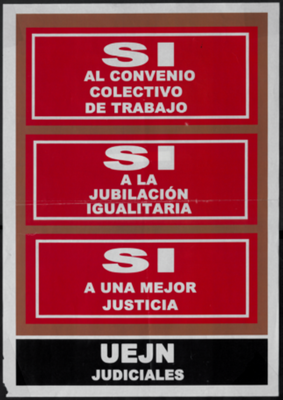 SI
AL CONVENIO
COLECTIVO
DE TRABAJO
SI
A LA
JUBILACIÓN
IGUALITARIA
SI
A UNA MEJOR
JUSTICIA
UEJN
JUDICIALES